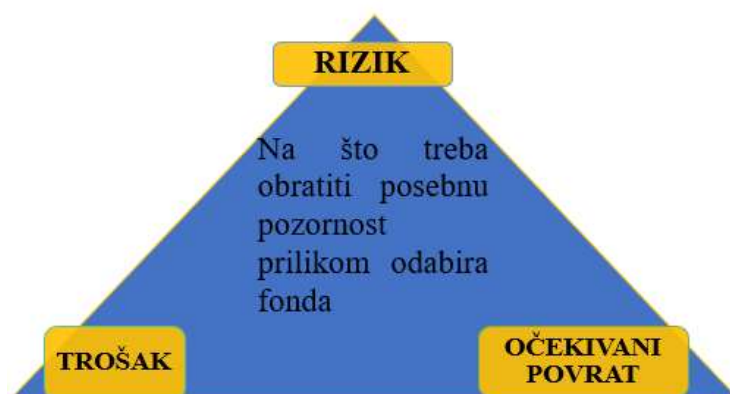 RIZIK
Na što treba
obratiti posebnu
pozornost
prilikom odabira
fonda
TROŠAK
OČEKIVANI
POVRAT